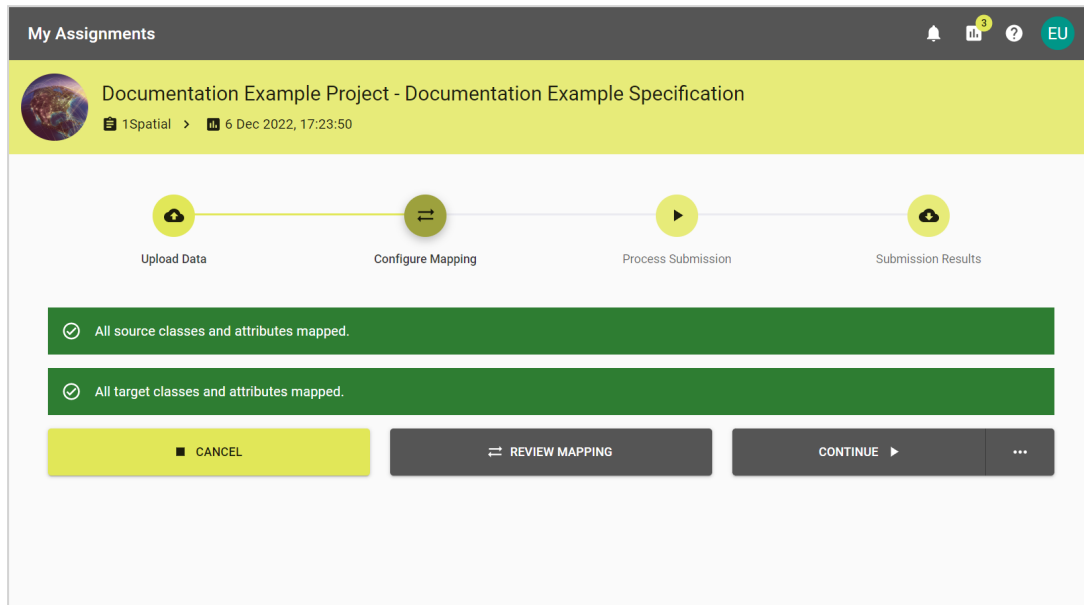 My Assignments
3
EU
Documentation Example Project - Documentation Example Specification
1Spatial > 6 Dec 2022, 17:23:50
Upload Data
Configure Mapping
Process Submission
Submission Results
All source classes and attributes mapped.
All target classes and attributes mapped.
CANCEL
REVIEW MAPPING
CONTINUE